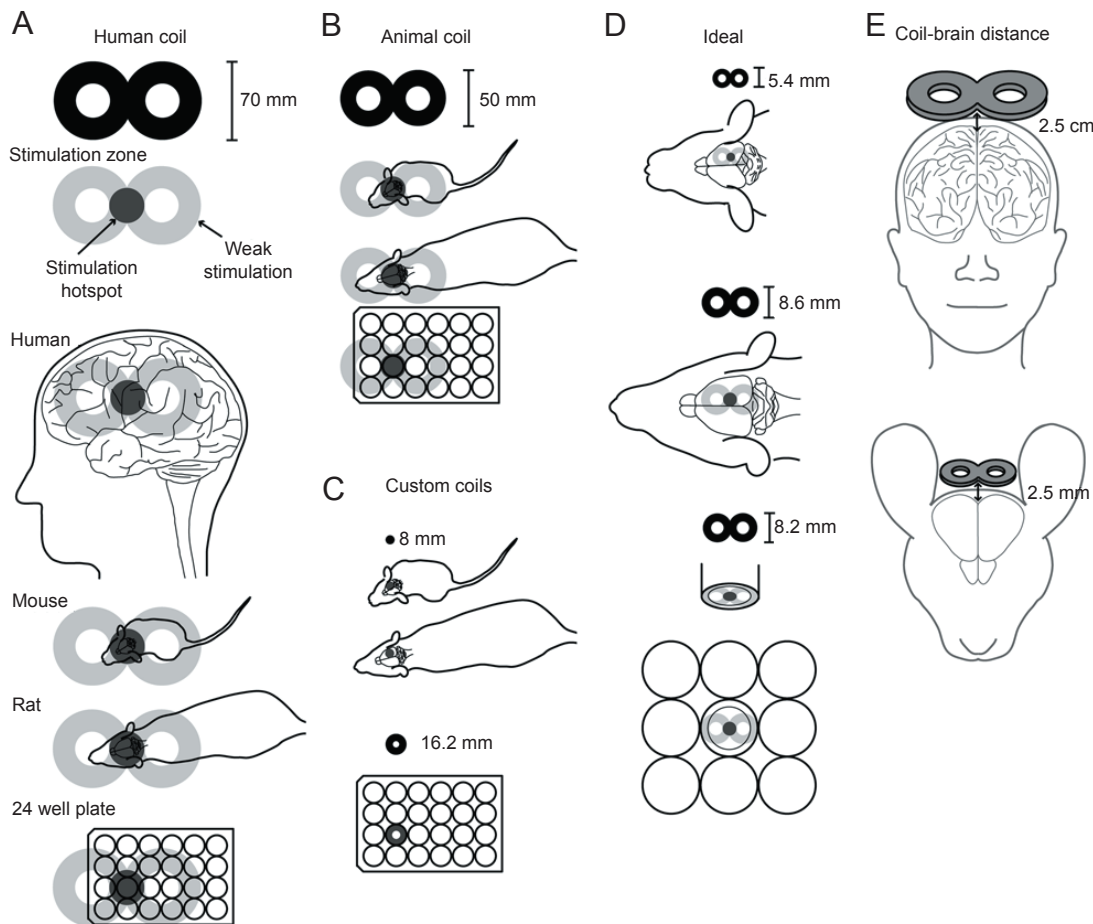 A
Human coil
70 mm
Stimulation zone
Stimulation
hotspot
Weak
stimulation
Human
Mouse
Rat
24 well plate
B
Animal coil
50 mm
C
Custom coils
8 mm
16.2 mm
D
Ideal
5.4 mm
8.6 mm
8.2 mm
E
Coil-brain distance
2.5 cm
2.5 mm